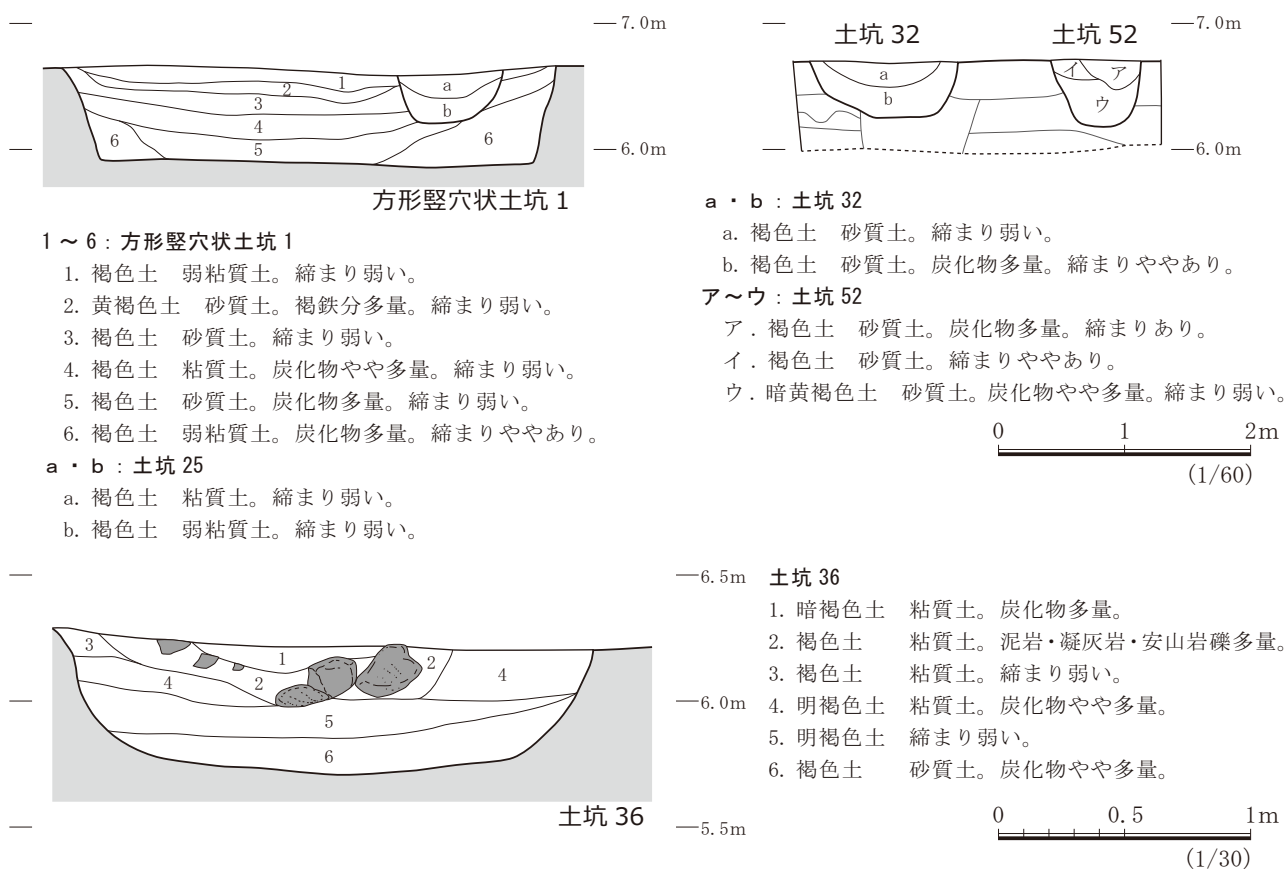 7.0m
1
2
3
4
5
6
6
a
b
6.0m
方形竪穴状土坑 1
1～6：方形竪穴状土坑 1
1. 褐色土　弱粘質土。締まり弱い。
2. 黄褐色土　砂質土。褐鉄分多量。締まり弱い。
3. 褐色土　砂質土。締まり弱い。
4. 褐色土　粘質土。炭化物やや多量。締まり弱い。
5. 褐色土　砂質土。炭化物多量。締まり弱い。
6. 褐色土　弱粘質土。炭化物多量。締まりややあり。
a・b：土坑 25
a. 褐色土　粘質土。締まり弱い。
b. 褐色土　弱粘質土。締まり弱い。
土坑 32　土坑 52
7.0m
a
b
イ
ア
ウ
6.0m
a・b：土坑 32
a. 褐色土　砂質土。締まり弱い。
b. 褐色土　砂質土。炭化物多量。締まりややあり。
ア～ウ：土坑 52
ア. 褐色土　砂質土。炭化物多量。締まりあり。
イ. 褐色土　砂質土。締まりややあり。
ウ. 暗黄褐色土　砂質土。炭化物やや多量。締まり弱い。
0　1　2m
(1/60)
6.5m
3
1
2
4
2
4
5
6
6.0m
土坑 36
5.5m
土坑 36
1. 暗褐色土　粘質土。炭化物多量。
2. 褐色土　粘質土。泥岩・凝灰岩・安山岩礫多量。
3. 褐色土　粘質土。締まり弱い。
4. 明褐色土　粘質土。炭化物やや多量。
5. 明褐色土　締まり弱い。
6. 褐色土　砂質土。炭化物やや多量。
0　0.5　1m
(1/30)